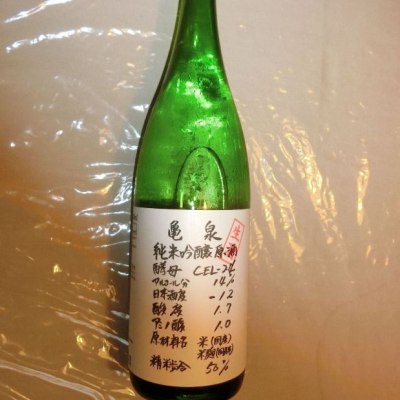 亀泉
生
純米吟醸原酒
酵母 CEL-24
アルコール分 14%
日本酒度 -12
酸度 1.7
アミノ酸 1.0
原材料名 米(国産)
米麹(国産米)
精米歩合 50%